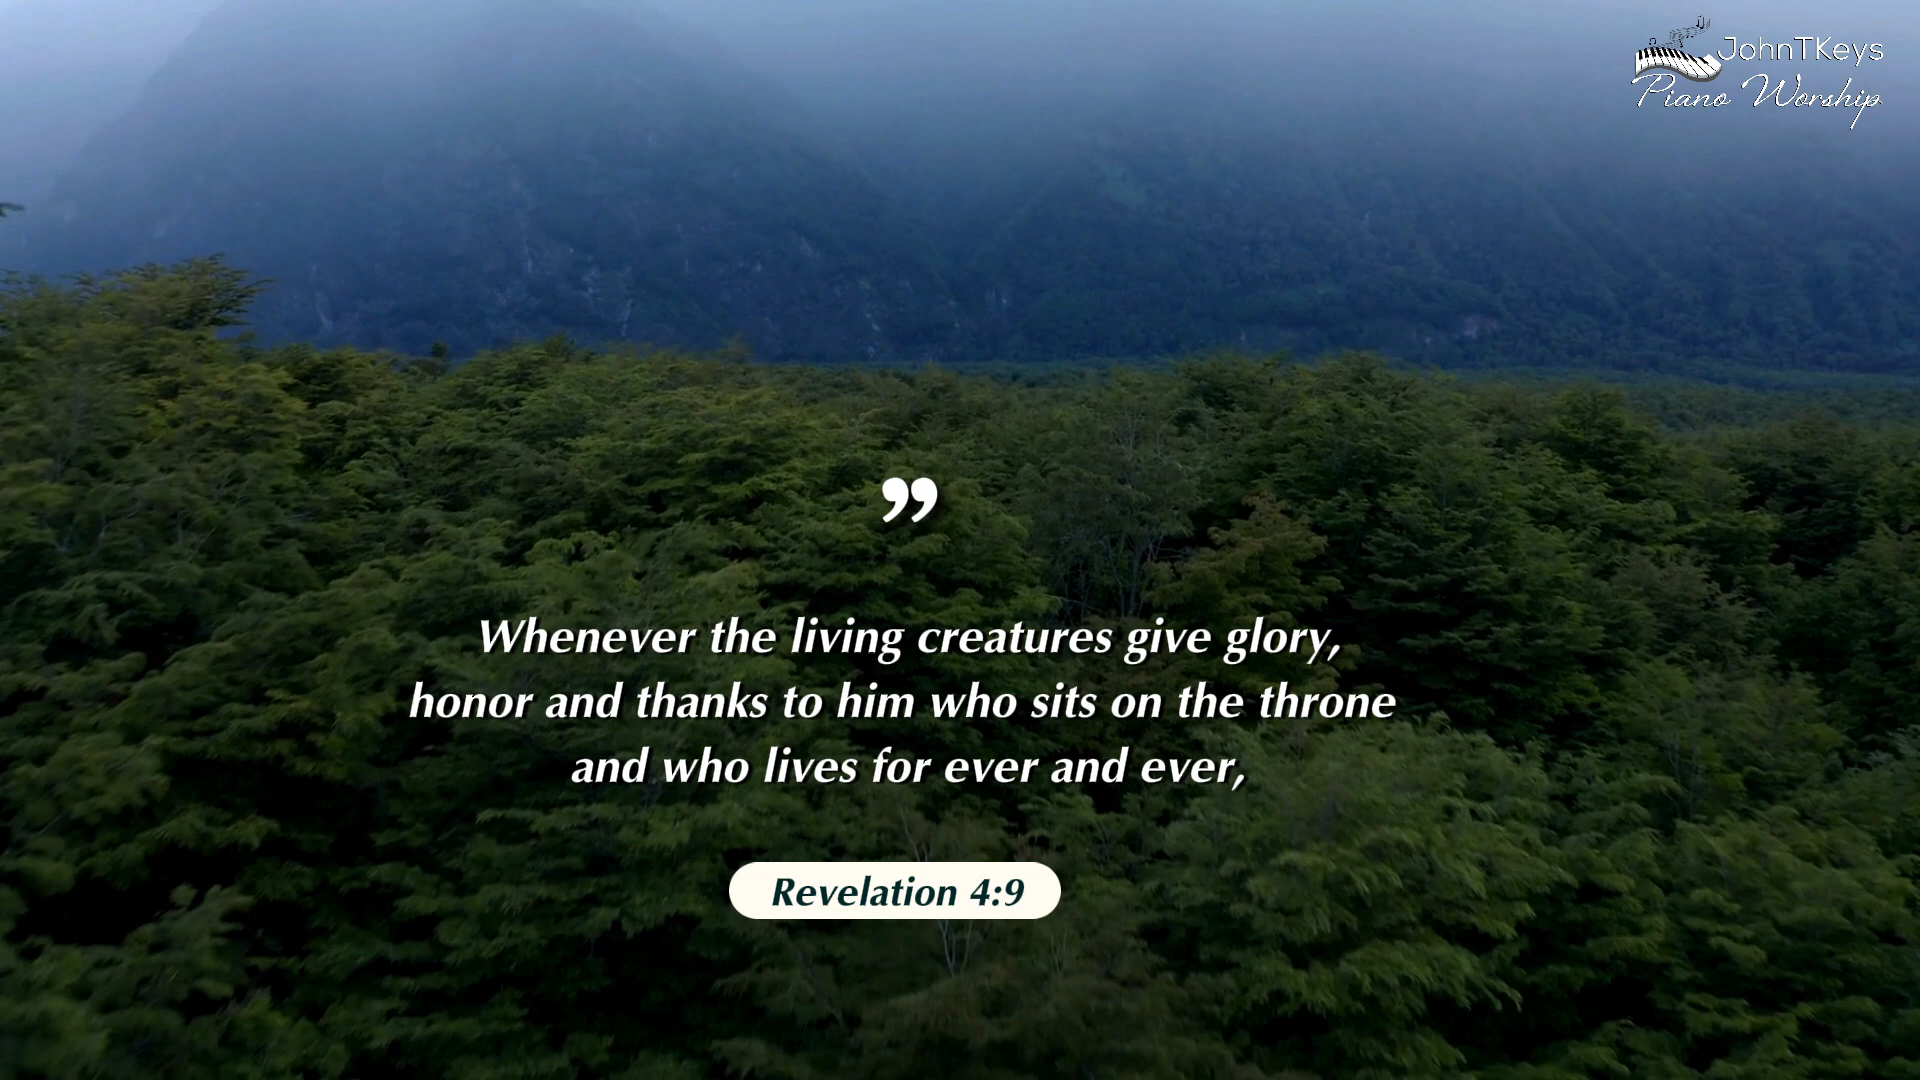 JohnTKeys
Piano Worship
”
Whenever the living creatures give glory,
honor and thanks to him who sits on the throne
and who lives for ever and ever,
Revelation 4:9